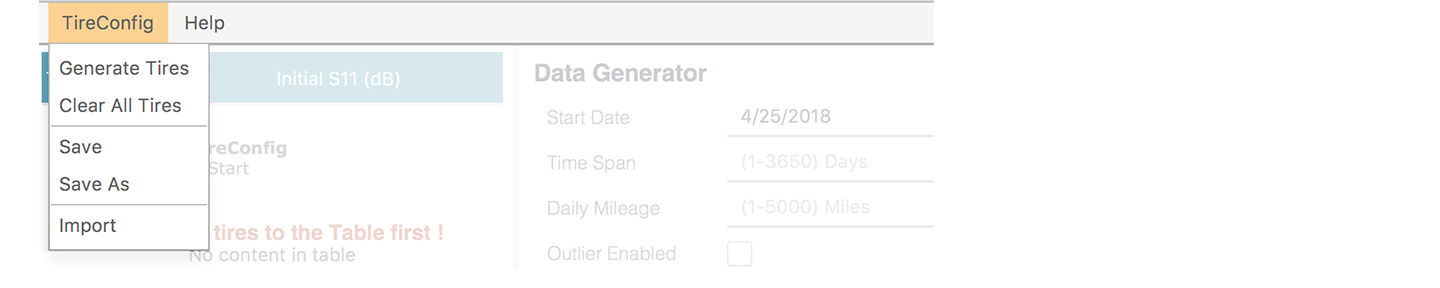 TireConfig Help
Generate Tires
Clear All Tires
Save
Save As
Import
Initial S11 (dB)
reConfig
Start
tires to the Table first !
No content in table
Data Generator
Start Date 4/25/2018
Time Span (1-3650) Days
Daily Mileage (1-5000) Miles
Outlier Enabled